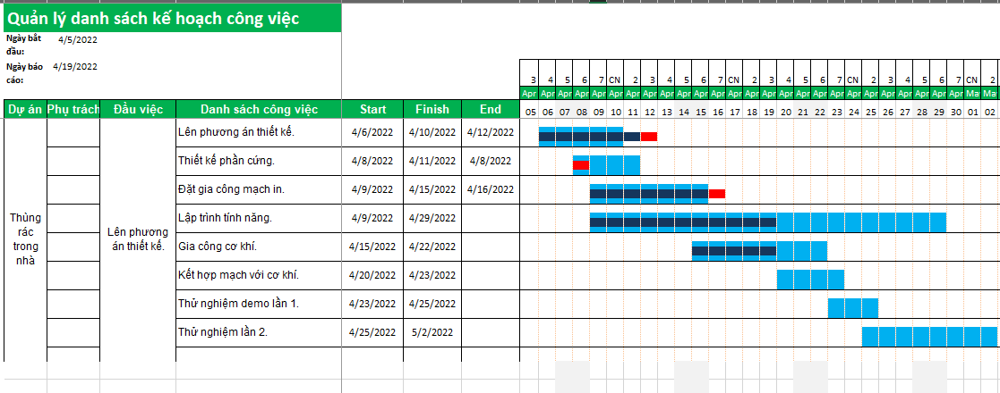 Quản lý danh sách kế hoạch công việc
Ngày bắt đầu: 4/5/2022
Ngày báo cáo: 4/19/2022
3 4 5 6 7 CN 2 3 4 5 6 7 CN 2 3 4 5 6 7 CN 2 3 4 5 6 7 CN 2
Apr Apr Apr Apr Apr Apr Apr Apr Apr Apr Apr Apr Apr Apr Apr Apr Apr Apr Apr Apr Apr Apr Apr Apr Apr Apr Ma Ma
Dự án Phụ trách Đầu việc Danh sách công việc Start Finish End 05 06 07 08 09 10 11 12 13 14 15 16 17 18 19 20 21 22 23 24 25 26 27 28 29 30 01 02
Thùng rác trong nhà
Lên phương án thiết kế.
Lên phương án thiết kế. 4/6/2022 4/10/2022 4/12/2022
Thiết kế phần cứng. 4/8/2022 4/11/2022 4/8/2022
Đặt gia công mạch in. 4/9/2022 4/15/2022 4/16/2022
Lập trình tính năng. 4/9/2022 4/29/2022
Gia công cơ khí. 4/15/2022 4/22/2022
Kết hợp mạch với cơ khí. 4/20/2022 4/23/2022
Thử nghiệm demo lần 1. 4/23/2022 4/25/2022
Thử nghiệm lần 2. 4/25/2022 5/2/2022